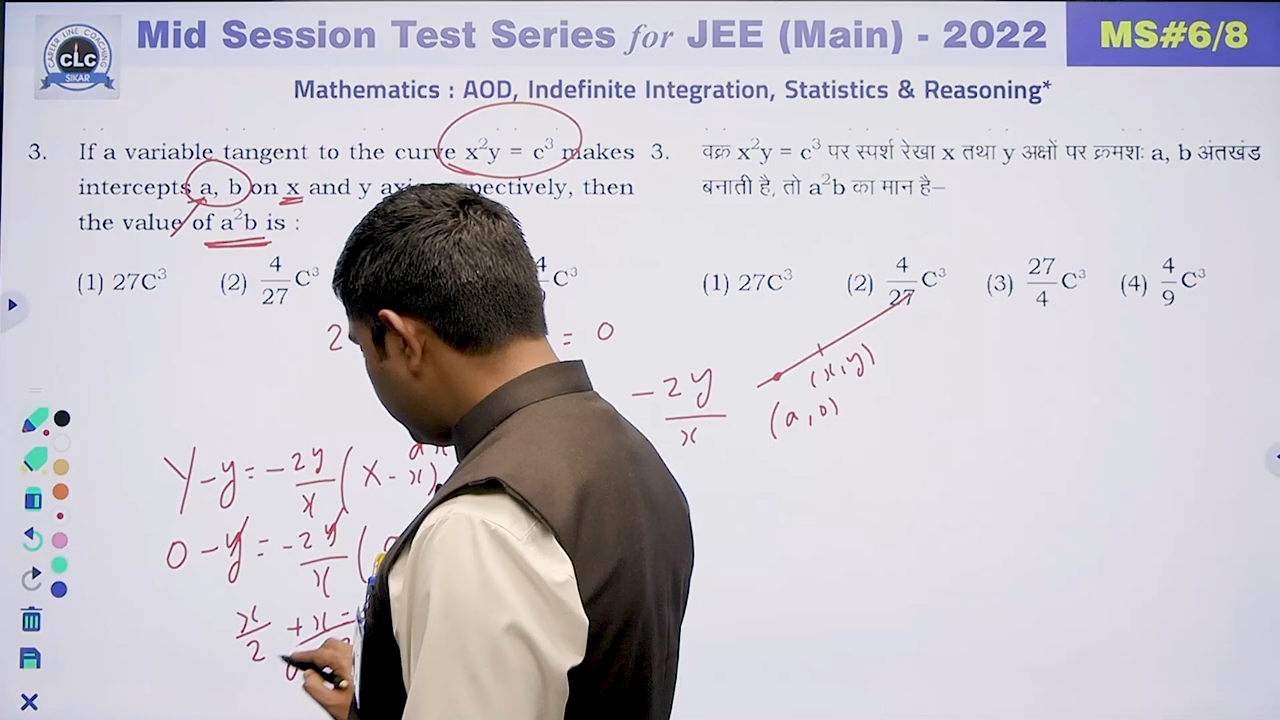 Mid Session Test Series for JEE (Main) - 2022
MS#6/8
CAREER LINE COACHING
CLC
SIKAR
Mathematics : AOD, Indefinite Integration, Statistics & Reasoning*
3. If a variable tangent to the curve x²y = c³ makes
intercepts a, b on x and y axis respectively, then
the value of a²b is :
(1) 27C³ (2) 4/27 C³ C³
3. वक्र x²y = c³ पर स्पर्श रेखा x तथा y अक्षों पर क्रमशः a, b अंतखंड
बनाती है, तो a²b का मान है–
(1) 27C³ (2) 4/27 C³ (3) 27/4 C³ (4) 4/9 C³
2 = 0
-2y/x
(x,y)
(a,0)
Y-y=-2y/x(X-x)
0-y=-2y/x(
x/2 +x=